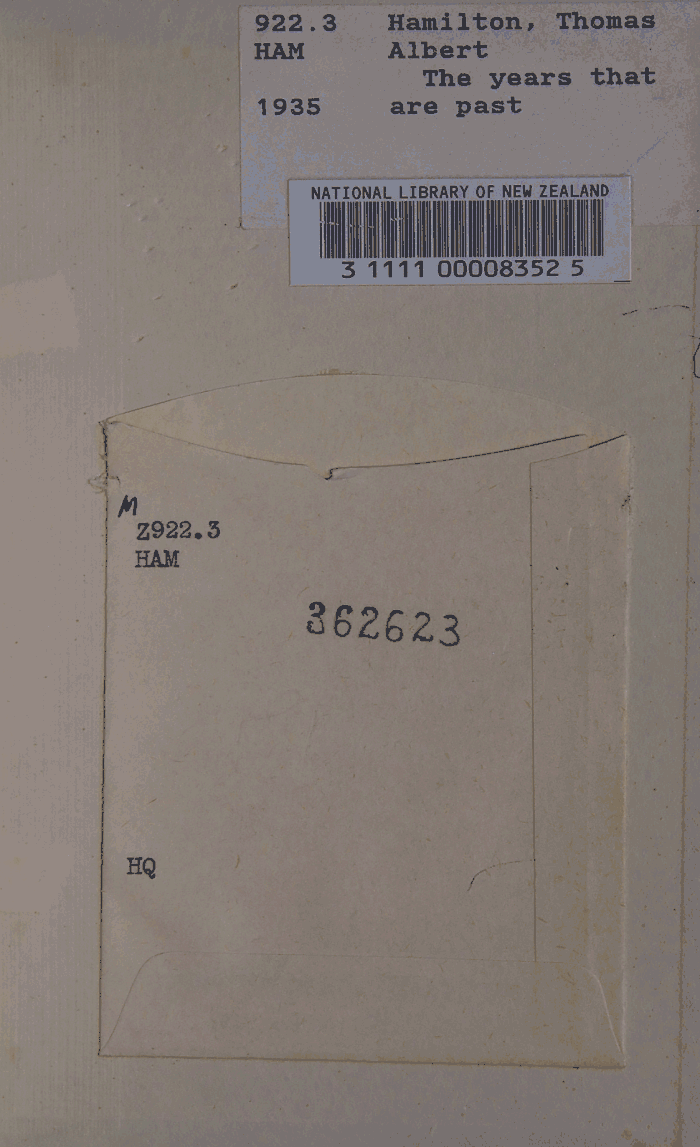 922.3 Hamilton, Thomas
HAM Albert
The years that
1935 are past
NATIONAL LIBRARY OF NEW ZEALAND
3 1111 00008352 5
M
Z922.3
HAM
362623
HQ